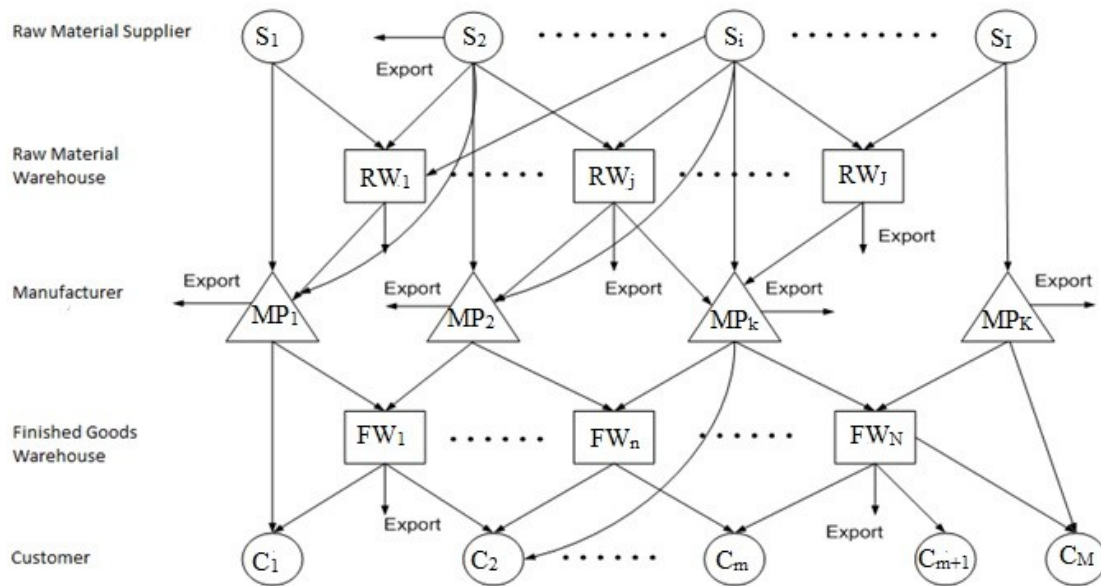 Raw Material Supplier
S1
S2
Si
SI
Export
Raw Material
Warehouse
RW1
RWj
RWJ
Export
Export
Manufacturer
Export
MP1
Export
MP2
MPk
Export
MPK
Export
Finished Goods
Warehouse
FW1
FWn
FWN
Export
Export
Customer
C1
C2
Cm
Cm+1
CM